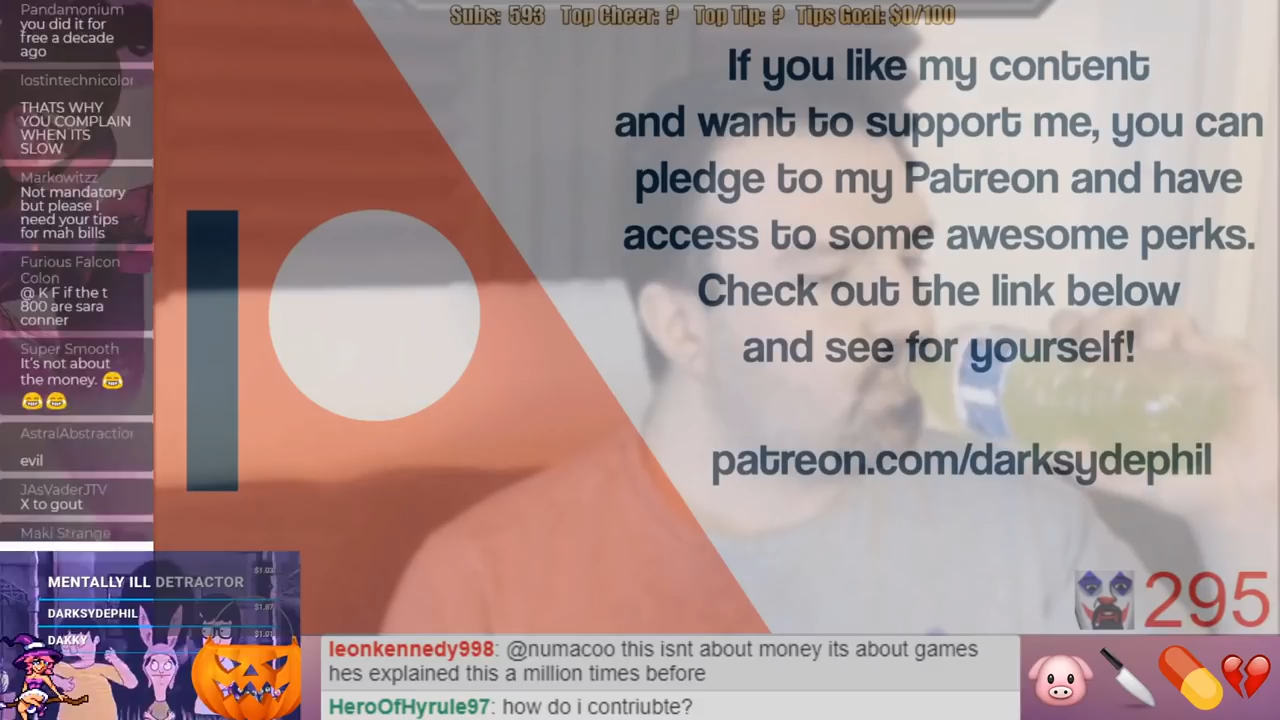 Subs: 593 Top Cheer: ? Top Tip: ? Tips Goal: $0/100
Pandamonium
you did it for
free a decade
ago
lostintechnicolor
THATS WHY
YOU COMPLAIN
WHEN ITS
SLOW
Markowitzz
Not mandatory
but please I
need your tips
for mah bills
Furious Falcon
Colon
@ K F if the t
800 are sara
conner
Super Smooth
It's not about
the money. 😂
😂😂
AstralAbstraction
evil
JAsVaderJTV
X to gout
Maki Strange
If you like my content
and want to support me, you can
pledge to my Patreon and have
access to some awesome perks.
Check out the link below
and see for yourself!
patreon.com/darksydephil
295
MENTALLY ILL DETRACTOR $1.03
DARKSYDEPHIL $1.87
DAKKY $1.01
leonkennedy998: @numacoo this isnt about money its about games
hes explained this a million times before
HeroOfHyrule97: how do i contriubte?